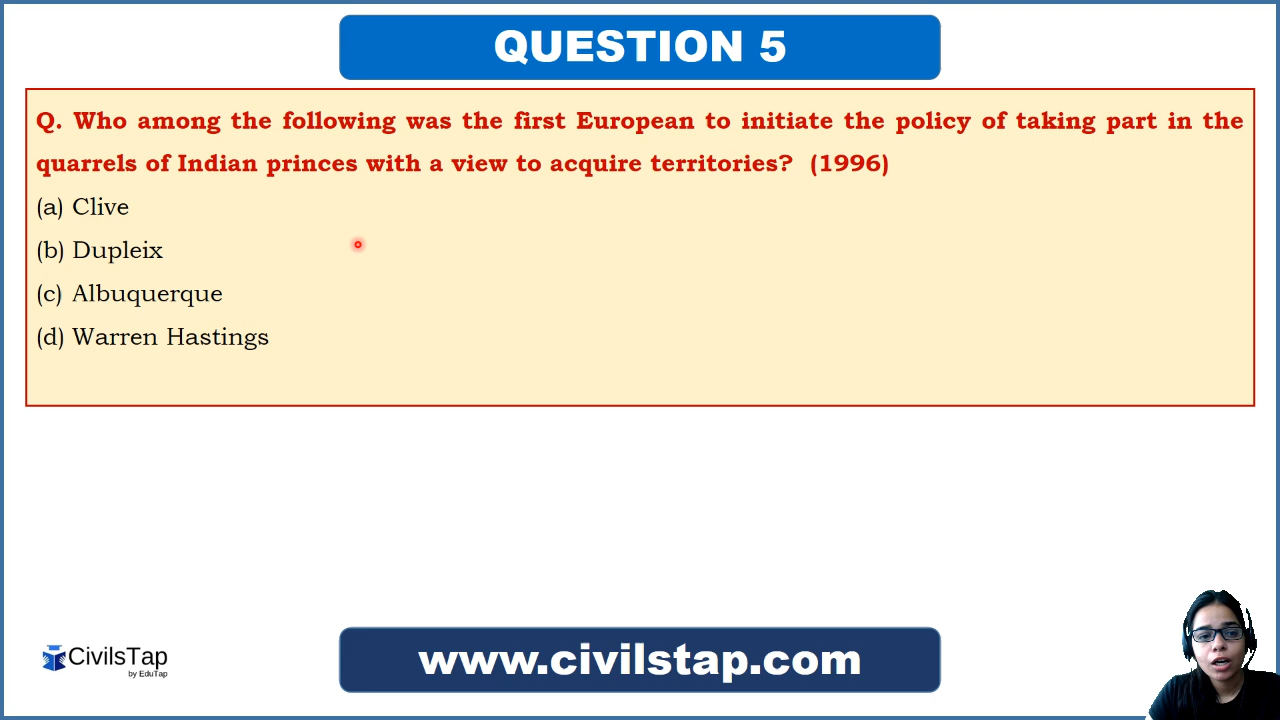 QUESTION 5
Q. Who among the following was the first European to initiate the policy of taking part in the
quarrels of Indian princes with a view to acquire territories? (1996)
(a) Clive
(b) Dupleix
(c) Albuquerque
(d) Warren Hastings
CivilsTap
by EduTap
www.civilstap.com